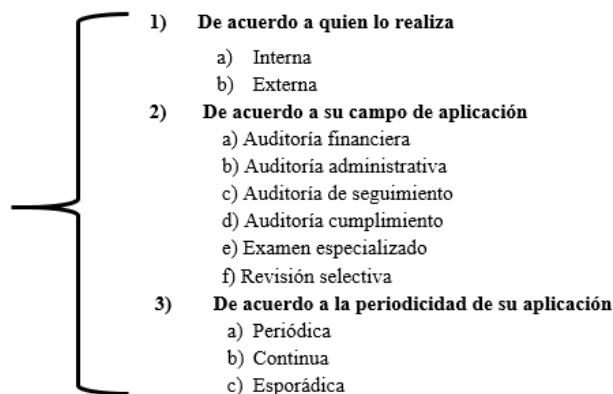 1) De acuerdo a quien lo realiza
a) Interna
b) Externa
2) De acuerdo a su campo de aplicación
a) Auditoría financiera
b) Auditoría administrativa
c) Auditoría de seguimiento
d) Auditoría cumplimiento
e) Examen especializado
f) Revisión selectiva
3) De acuerdo a la periodicidad de su aplicación
a) Periódica
b) Continua
c) Esporádica